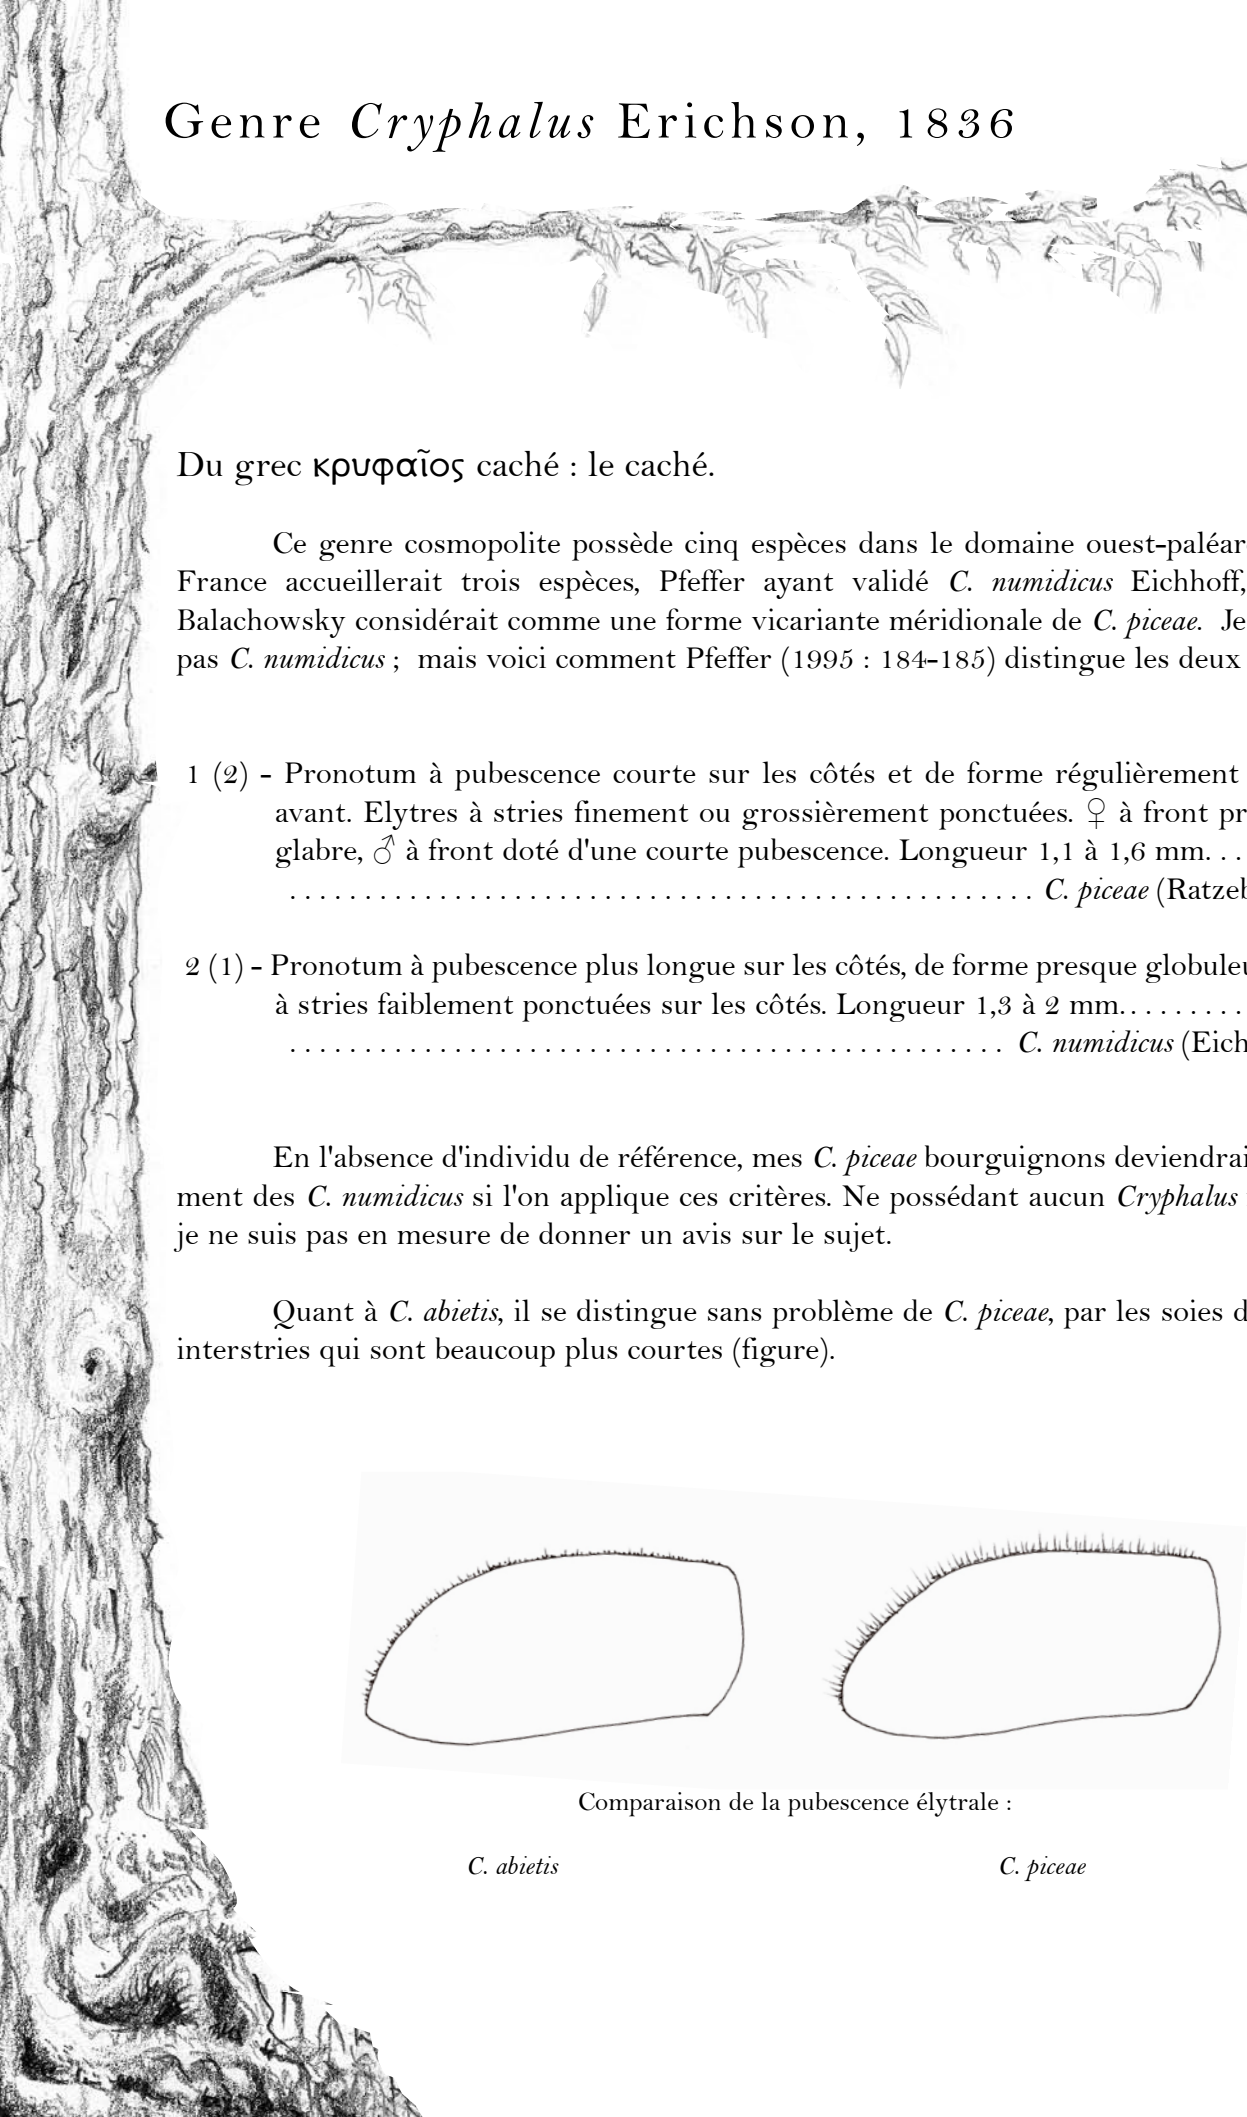 Genre Cryphalus Erichson, 1836
Du grec κρυφαῖος caché : le caché.
Ce genre cosmopolite possède cinq espèces dans le domaine ouest-paléar
France accueillerait trois espèces, Pfeffer ayant validé C. numidicus Eichhoff,
Balachowsky considérait comme une forme vicariante méridionale de C. piceae. Je
pas C. numidicus ; mais voici comment Pfeffer (1995 : 184-185) distingue les deux
1 (2) - Pronotum à pubescence courte sur les côtés et de forme régulièrement
avant. Elytres à stries finement ou grossièrement ponctuées. ♀ à front pr
glabre, ♂ à front doté d'une courte pubescence. Longueur 1,1 à 1,6 mm. . .
. . . . . . . . . . . . . . . . . . . . . . . . . . . . . . . . . . . . . . . . . . . . . . . . . . C. piceae (Ratzeb
2 (1) - Pronotum à pubescence plus longue sur les côtés, de forme presque globuleu
à stries faiblement ponctuées sur les côtés. Longueur 1,3 à 2 mm. . . . . . . . .
. . . . . . . . . . . . . . . . . . . . . . . . . . . . . . . . . . . . . . . . . . . . . . . . C. numidicus (Eich
En l'absence d'individu de référence, mes C. piceae bourguignons deviendrai
ment des C. numidicus si l'on applique ces critères. Ne possédant aucun Cryphalus
je ne suis pas en mesure de donner un avis sur le sujet.
Quant à C. abietis, il se distingue sans problème de C. piceae, par les soies d
interstries qui sont beaucoup plus courtes (figure).
Comparaison de la pubescence élytrale :
C. abietis C. piceae